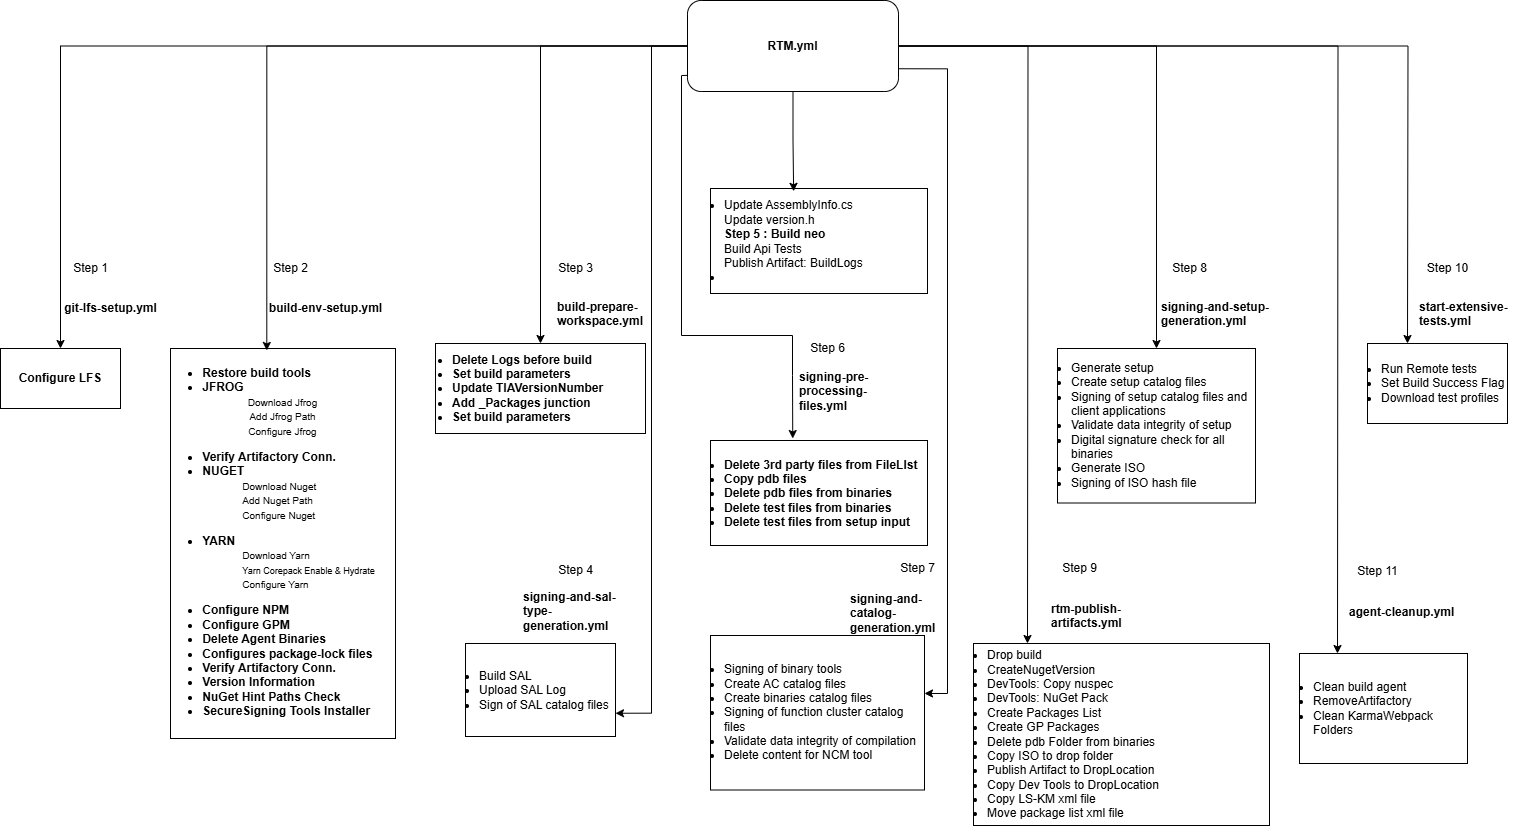 RTM.yml
Step 1
git-lfs-setup.yml
Configure LFS
Step 2
build-env-setup.yml
Restore build tools
JFROG
Download Jfrog
Add Jfrog Path
Configure Jfrog
Verify Artifactory Conn.
NUGET
Download Nuget
Add Nuget Path
Configure Nuget
YARN
Download Yarn
Yarn Corepack Enable & Hydrate
Configure Yarn
Configure NPM
Configure GPM
Delete Agent Binaries
Configures package-lock files
Verify Artifactory Conn.
Version Information
NuGet Hint Paths Check
SecureSigning Tools Installer
Step 3
build-prepare-
workspace.yml
Delete Logs before build
Set build parameters
Update TIAVersionNumber
Add _Packages junction
Set build parameters
Step 4
signing-and-sal-
type-
generation.yml
Build SAL
Upload SAL Log
Sign of SAL catalog files
Update AssemblyInfo.cs
Update version.h
Step 5 : Build neo
Build Api Tests
Publish Artifact: BuildLogs
Step 6
signing-pre-
processing-
files.yml
Delete 3rd party files from FileLIst
Copy pdb files
Delete pdb files from binaries
Delete test files from binaries
Delete test files from setup input
Step 7
signing-and-
catalog-
generation.yml
Signing of binary tools
Create AC catalog files
Create binaries catalog files
Signing of function cluster catalog
files
Validate data integrity of compilation
Delete content for NCM tool
Step 8
signing-and-setup-
generation.yml
Generate setup
Create setup catalog files
Signing of setup catalog files and
client applications
Validate data integrity of setup
Digital signature check for all
binaries
Generate ISO
Signing of ISO hash file
Step 9
rtm-publish-
artifacts.yml
Drop build
CreateNugetVersion
DevTools: Copy nuspec
DevTools: NuGet Pack
Create Packages List
Create GP Packages
Delete pdb Folder from binaries
Copy ISO to drop folder
Publish Artifact to DropLocation
Copy Dev Tools to DropLocation
Copy LS-KM xml file
Move package list xml file
Step 10
start-extensive-
tests.yml
Run Remote tests
Set Build Success Flag
Download test profiles
Step 11
agent-cleanup.yml
Clean build agent
RemoveArtifactory
Clean KarmaWebpack
Folders